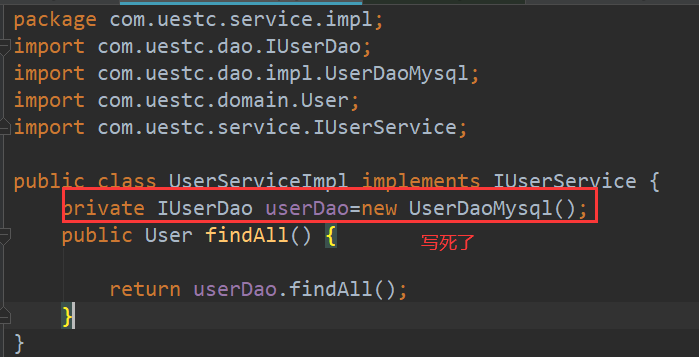 package com.uestc.service.impl;
import com.uestc.dao.IUserDao;
import com.uestc.dao.impl.UserDaoMysql;
import com.uestc.domain.User;
import com.uestc.service.IUserService;
public class UserServiceImpl implements IUserService {
private IUserDao userDao=new UserDaoMysql();
public User findAll() {
写死了
return userDao.findAll();
}
}